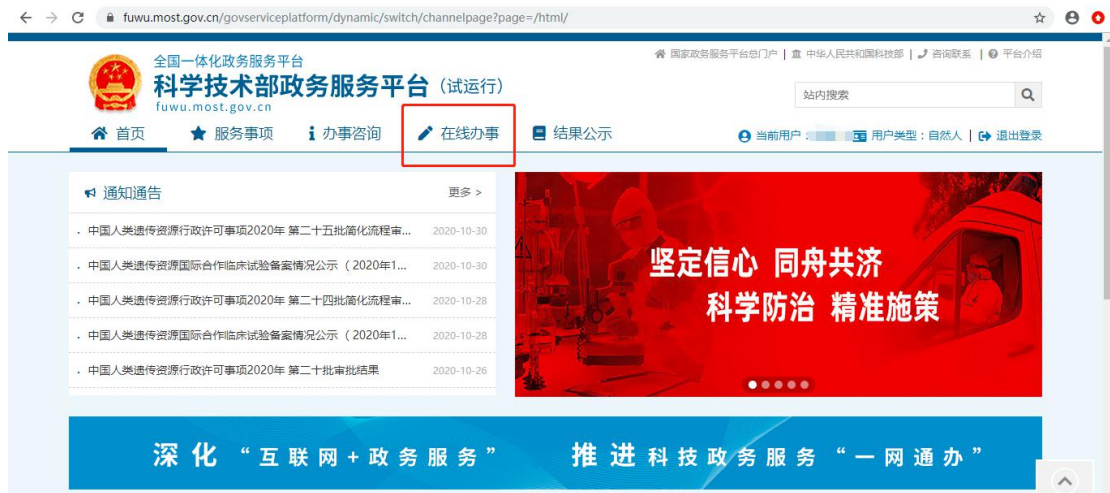 fuwu.most.gov.cn/govserviceplatform/dynamic/switch/channelpage?page=/html/
国家政务服务平台总门户 | 中华人民共和国科技部 | 咨询联系 | 平台介绍
全国一体化政务服务平台
科学技术部政务服务平台（试运行）
fuwu.most.gov.cn
站内搜索
首页 服务事项 办事咨询 在线办事 结果公示 当前用户： 用户类型：自然人 | 退出登录
通知通告 更多 >
. 中国人类遗传资源行政许可事项2020年 第二十五批简化流程审... 2020-10-30
. 中国人类遗传资源国际合作临床试验备案情况公示（2020年1... 2020-10-30
. 中国人类遗传资源行政许可事项2020年 第二十四批简化流程审... 2020-10-28
. 中国人类遗传资源国际合作临床试验备案情况公示（2020年1... 2020-10-28
. 中国人类遗传资源行政许可事项2020年 第二十批审批结果 2020-10-26
坚定信心 同舟共济
科学防治 精准施策
深化“互联网+政务服务” 推进科技政务服务“一网通办”